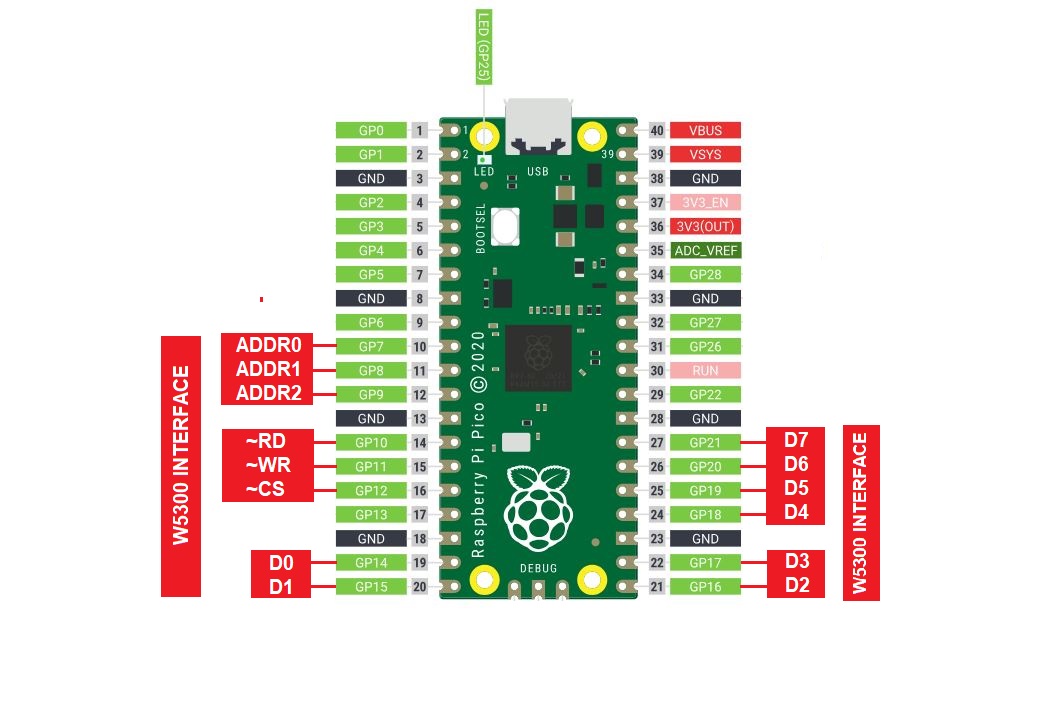 LED (GP25)
GP0 1 1 40 VBUS
GP1 2 2 39 39 VSYS
LED USB
GND 3 38 GND
GP2 4 37 3V3_EN
BOOTSEL
GP3 5 36 3V3(OUT)
GP4 6 35 ADC_VREF
GP5 7 34 GP28
GND 8 33 GND
GP6 9 32 GP27
W5300 INTERFACE
ADDR0 GP7 10 31 GP26
ADDR1 GP8 11 30 RUN
ADDR2 GP9 12 29 GP22
GND 13 28 GND
Raspberry Pi Pico ©2020
~RD GP10 14 27 GP21 D7
~WR GP11 15 26 GP20 D6
~CS GP12 16 25 GP19 D5
GP13 17 24 GP18 D4
W5300 INTERFACE
GND 18 23 GND
D0 GP14 19 22 GP17 D3
DEBUG
D1 GP15 20 21 GP16 D2